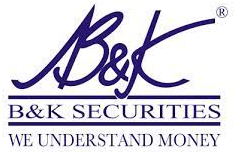 B&K ®
B&K SECURITIES
WE UNDERSTAND MONEY